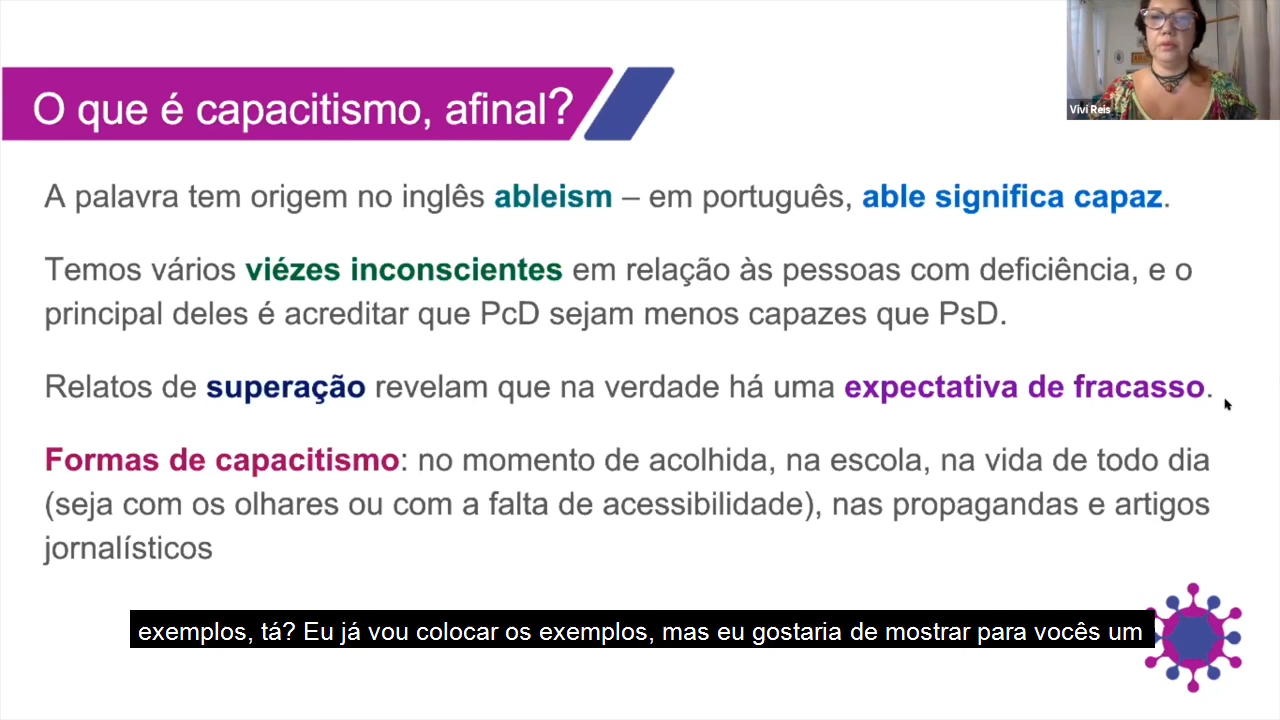 O que é capacitismo, afinal?
Vivi Reis
A palavra tem origem no inglês ableism – em português, able significa capaz.
Temos vários viézes inconscientes em relação às pessoas com deficiência, e o
principal deles é acreditar que PcD sejam menos capazes que PsD.
Relatos de superação revelam que na verdade há uma expectativa de fracasso.
Formas de capacitismo: no momento de acolhida, na escola, na vida de todo dia
(seja com os olhares ou com a falta de acessibilidade), nas propagandas e artigos
jornalísticos
exemplos, tá? Eu já vou colocar os exemplos, mas eu gostaria de mostrar para vocês um